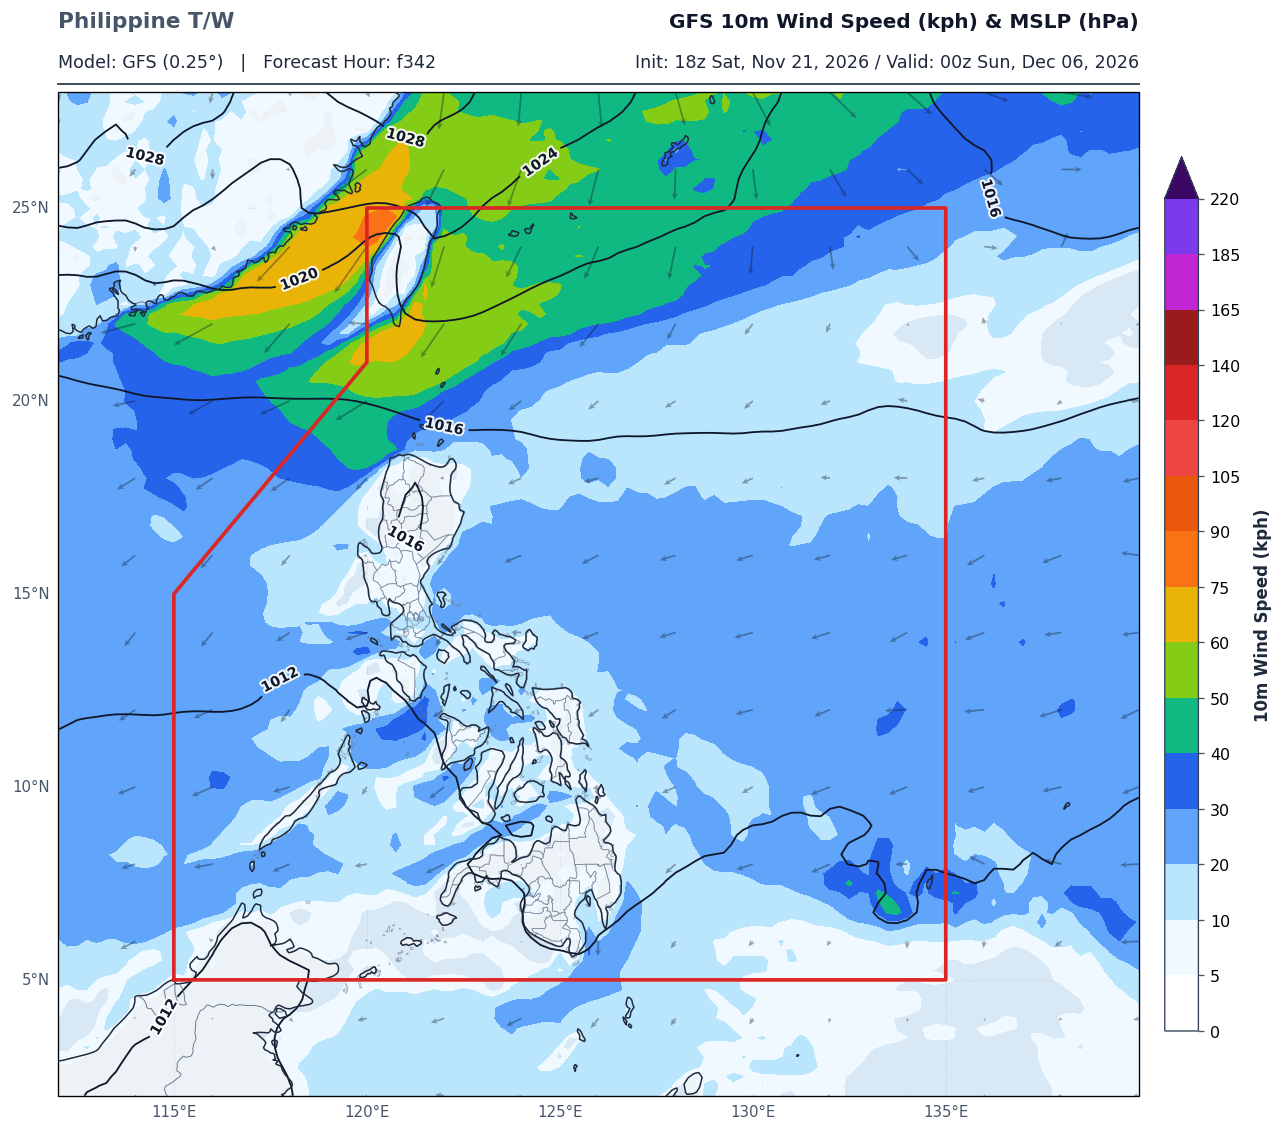 Philippine T/W
GFS 10m Wind Speed (kph) & MSLP (hPa)
Model: GFS (0.25°)   |   Forecast Hour: f342
Init: 18z Sat, Nov 21, 2026 / Valid: 00z Sun, Dec 06, 2026
1028
1028
1024
1016
1020
1016
1016
1012
1012
25°N
20°N
15°N
10°N
5°N
115°E
120°E
125°E
130°E
135°E
220
185
165
140
120
105
90
75
60
50
40
30
20
10
5
0
10m Wind Speed (kph)